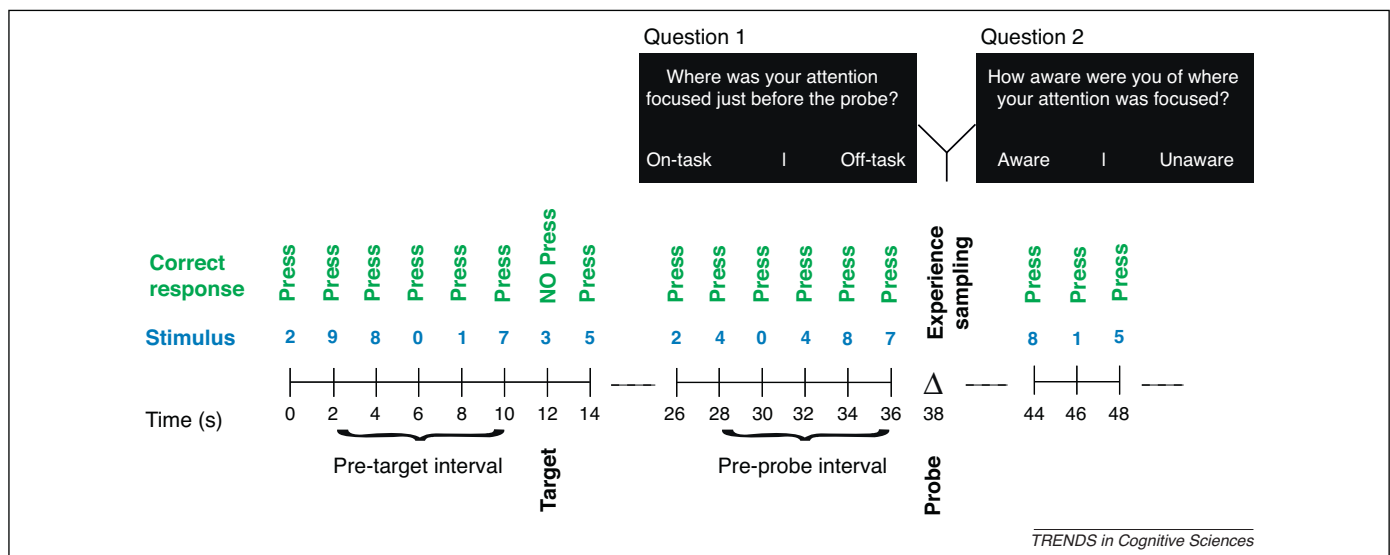 Question 1
Where was your attention
focused just before the probe?
On-task | Off-task
Question 2
How aware were you of where
your attention was focused?
Aware | Unaware
Correct
response
Press Press Press Press Press Press NO Press Press Press Press Press Press Press Press Experience
sampling Press Press Press
Stimulus 2 9 8 0 1 7 3 5 2 4 0 4 8 7 8 1 5
Δ
Time (s) 0 2 4 6 8 10 12 14 26 28 30 32 34 36 38 44 46 48
Pre-target interval
Target
Pre-probe interval
Probe
TRENDS in Cognitive Sciences